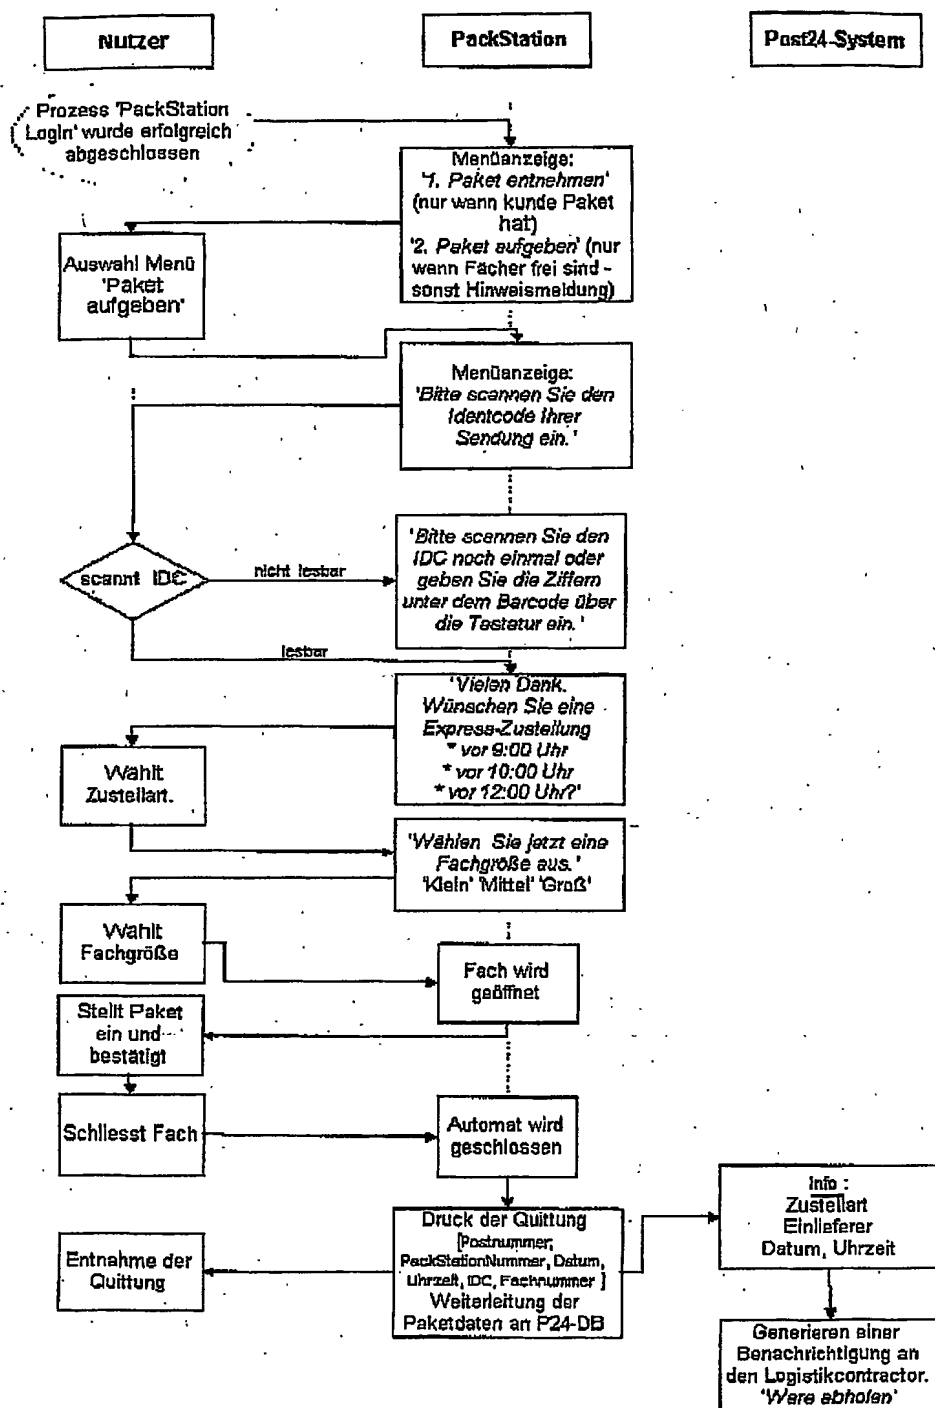 Nutzer
PackStation
Post24-System
Prozess 'PackStation
Login' wurde erfolgreich
abgeschlossen
Menüanzeige:
'1. Paket entnehmen'
(nur wann kunde Paket
hat)
'2. Paket aufgeben' (nur
wann Fächer frei sind -
sonst Hinweismeldung)
Auswahl Menü
'Paket
aufgeben'
Menüanzeige:
'Bitte scannen Sie den
Identcode Ihrer
Sendung ein.'
scannt IDC
nicht lesbar
'Bitte scannen Sie den
IDC noch einmal oder
geben Sie die Ziffern
unter dem Barcode über
die Tastatur ein.'
lesbar
'Vielen Dank.
Wünschen Sie eine
Express-Zustellung
* vor 9:00 Uhr
* vor 10:00 Uhr
* vor 12:00 Uhr?'
Wählt
Zustellart.
'Wählen Sie jetzt eine
Fachgröße aus.'
'Klein' 'Mittel' 'Groß'
Wählt
Fachgröße
Fach wird
geöffnet
Stellt Paket
ein und
bestätigt
Schliesst Fach
Automat wird
geschlossen
Druck der Quittung
[Postnummer,
PackStationNummer, Datum,
Uhrzeit, IDC, Fachnummer ]
Weiterleitung der
Paketdaten an P24-DB
Entnahme der
Quittung
Info :
Zustellart
Einlieferer
Datum, Uhrzeit
Generieren einer
Benachrichtigung an
den Logistikcontractor.
'Ware abholen'